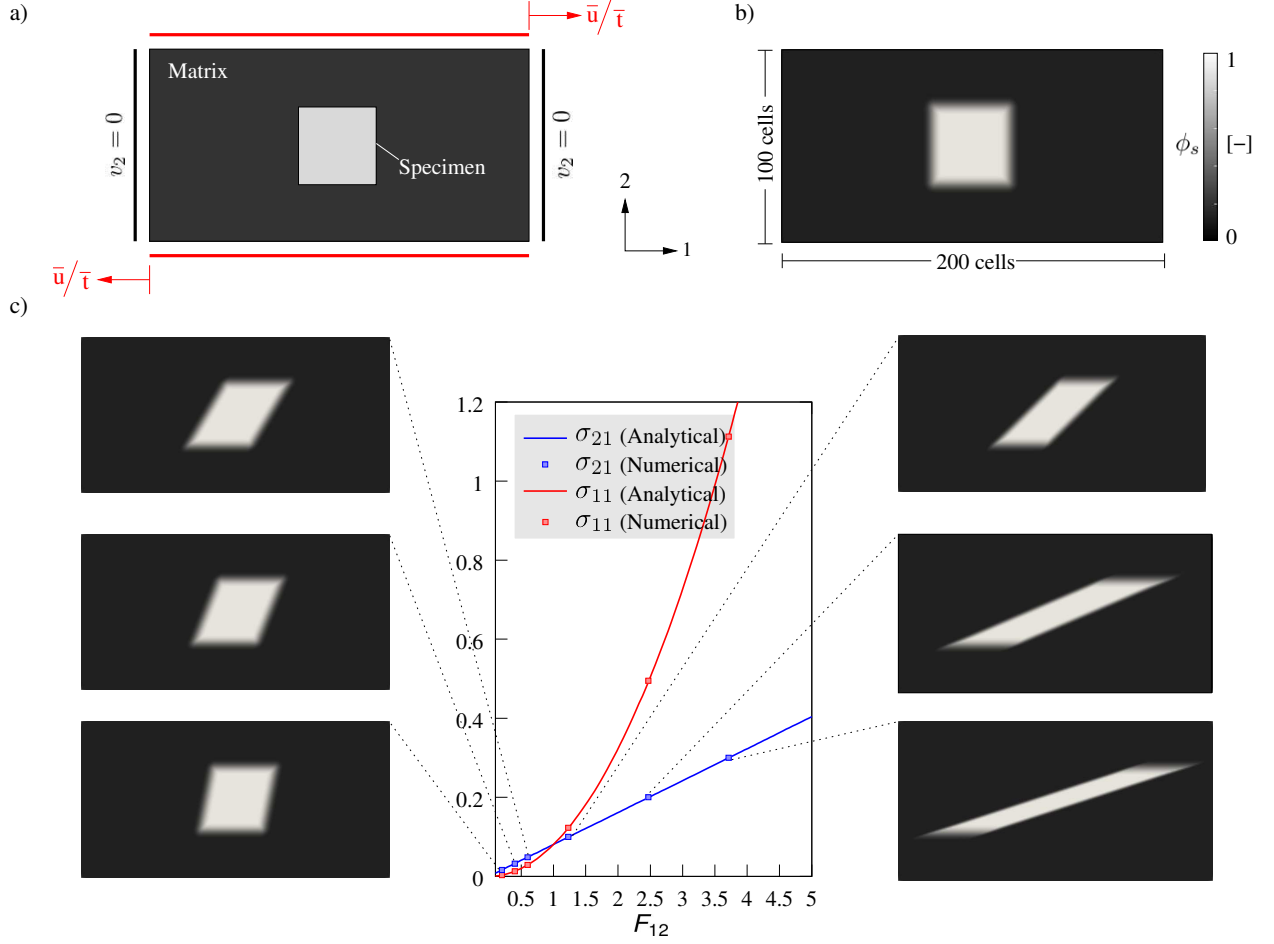 a)
u̅/t̅
Matrix
v₂ = 0
v₂ = 0
Specimen
2
1
u̅/t̅
b)
100 cells
200 cells
1
ϕₛ [−]
0
c)
1.2
1
0.8
0.6
0.4
0.2
0
σ₂₁ (Analytical)
σ₂₁ (Numerical)
σ₁₁ (Analytical)
σ₁₁ (Numerical)
0.5 1 1.5 2 2.5 3 3.5 4 4.5 5
F₁₂